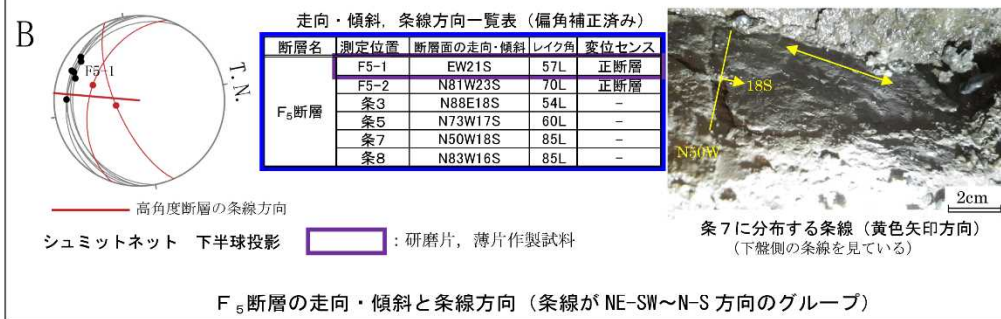 B
F5-1
T.N.
高角度断層の条線方向
シュミットネット 下半球投影
走向・傾斜,条線方向一覧表(偏角補正済み)
断層名 測定位置 断層面の走向・傾斜 レイク角 変位センス
F₅断層
F5-1 EW21S 57L 正断層
F5-2 N81W23S 70L 正断層
条3 N88E18S 54L −
条5 N73W17S 60L −
条7 N50W18S 85L −
条8 N83W16S 85L −
:研磨片,薄片作製試料
18S
N50W
2cm
条7に分布する条線(黄色矢印方向)
(下盤側の条線を見ている)
F₅断層の走向・傾斜と条線方向(条線が NE-SW~N-S 方向のグループ)